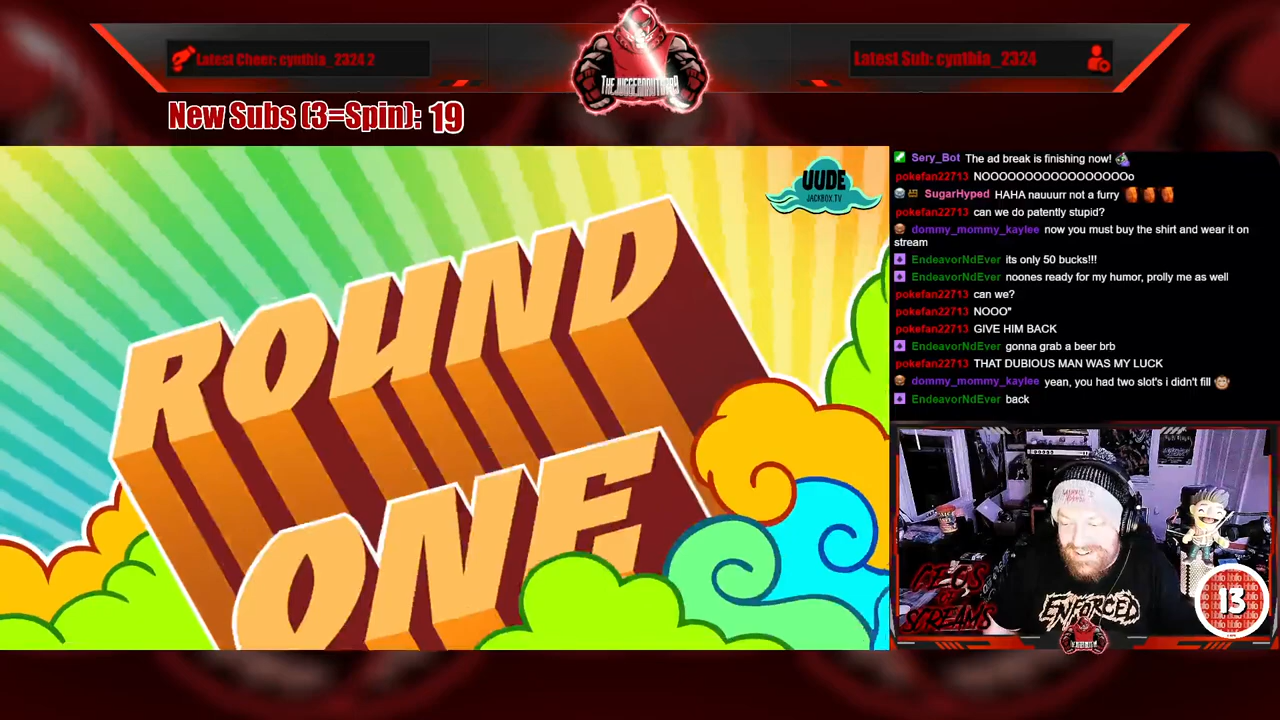 Latest Cheer: cynthia_2324 2
Latest Sub: cynthia_2324
New Subs (3=Spin): 19
UUDE
JACKBOX.TV
ROUND
ONE
Sery_Bot The ad break is finishing now!
pokefan22713 NOOOOOOOOOOOOOOOOOo
SugarHyped HAHA nauuurr not a furry
pokefan22713 can we do patently stupid?
dommy_mommy_kaylee now you must buy the shirt and wear it on
stream
EndeavorNdEver its only 50 bucks!!!
EndeavorNdEver noones ready for my humor, prolly me as well
pokefan22713 can we?
pokefan22713 NOOO"
pokefan22713 GIVE HIM BACK
EndeavorNdEver gonna grab a beer brb
pokefan22713 THAT DUBIOUS MAN WAS MY LUCK
dommy_mommy_kaylee yean, you had two slot's i didn't fill
EndeavorNdEver back
ENFORCED
SCREAMS
13